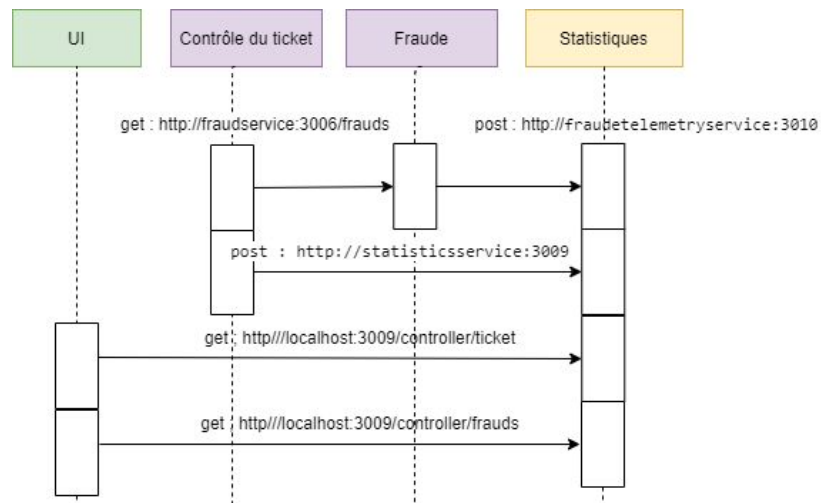 UI
Contrôle du ticket
Fraude
Statistiques
get : http://fraudservice:3006/frauds
post : http://fraudetelemetryservice:3010
post : http://statisticsservice:3009
get : http///localhost:3009/controller/ticket
get : http///localhost:3009/controller/frauds